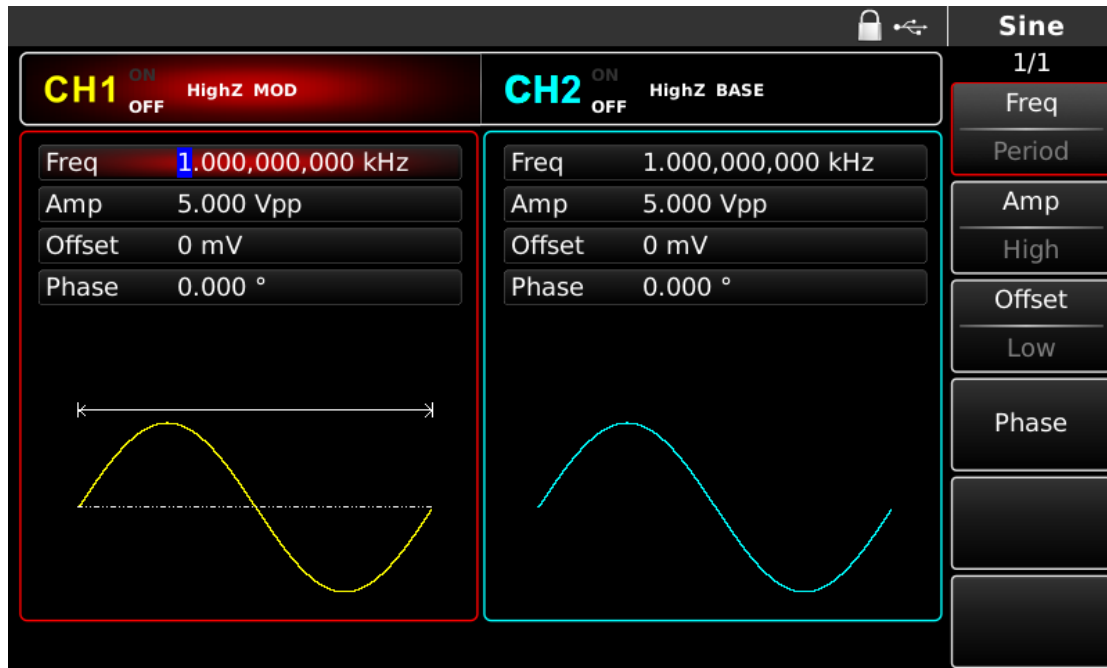 Sine
1/1
CH1 ON OFF HighZ MOD
CH2 ON OFF HighZ BASE
Freq 1.000,000,000 kHz
Amp 5.000 Vpp
Offset 0 mV
Phase 0.000 °
Freq 1.000,000,000 kHz
Amp 5.000 Vpp
Offset 0 mV
Phase 0.000 °
Freq
Period
Amp
High
Offset
Low
Phase